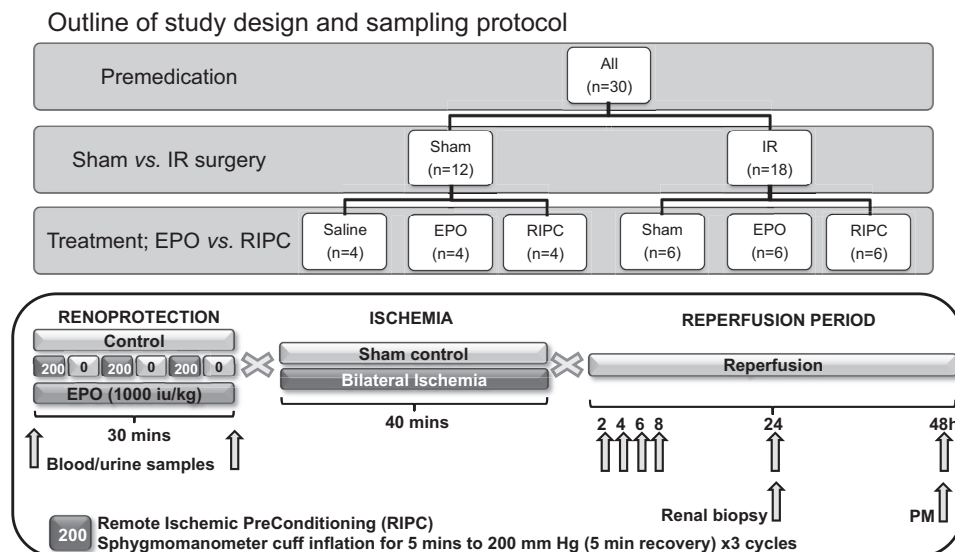 Outline of study design and sampling protocol
Premedication
All
(n=30)
Sham vs. IR surgery
Sham
(n=12)
IR
(n=18)
Treatment; EPO vs. RIPC
Saline
(n=4)
EPO
(n=4)
RIPC
(n=4)
Sham
(n=6)
EPO
(n=6)
RIPC
(n=6)
RENOPROTECTION
ISCHEMIA
REPERFUSION PERIOD
Control
200 0 200 0 200 0
EPO (1000 iu/kg)
Sham control
Bilateral Ischemia
Reperfusion
30 mins
40 mins
2 4 6 8 24 48h
Blood/urine samples
Renal biopsy
PM
200 Remote Ischemic PreConditioning (RIPC)
Sphygmomanometer cuff inflation for 5 mins to 200 mm Hg (5 min recovery) x3 cycles